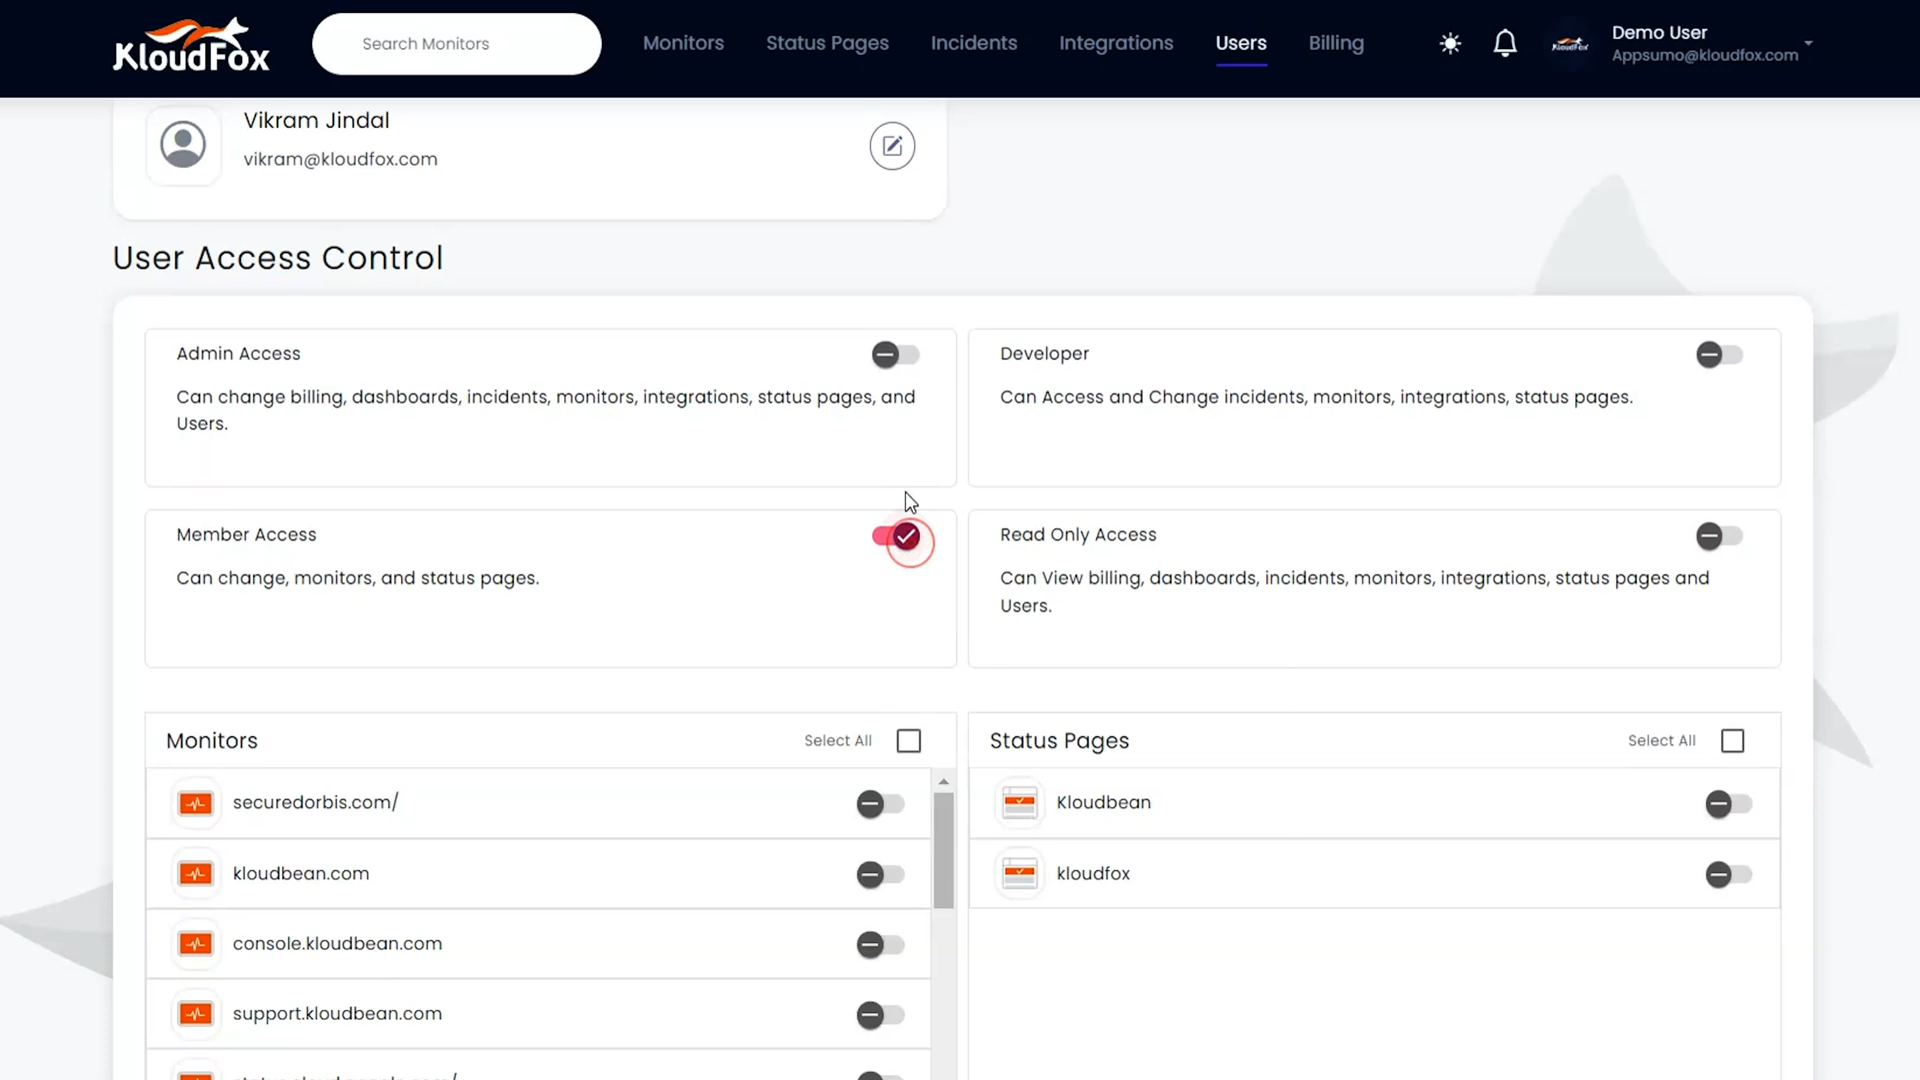 KloudFox
Search Monitors
Monitors
Status Pages
Incidents
Integrations
Users
Billing
KloudFox
Demo User
Appsumo@kloudfox.com
Vikram Jindal
vikram@kloudfox.com
User Access Control
Admin Access
Can change billing, dashboards, incidents, monitors, integrations, status pages, and
Users.
Developer
Can Access and Change incidents, monitors, integrations, status pages.
Member Access
Can change, monitors, and status pages.
Read Only Access
Can View billing, dashboards, incidents, monitors, integrations, status pages and
Users.
Monitors
Select All
securedorbis.com/
kloudbean.com
console.kloudbean.com
support.kloudbean.com
Status Pages
Select All
Kloudbean
kloudfox